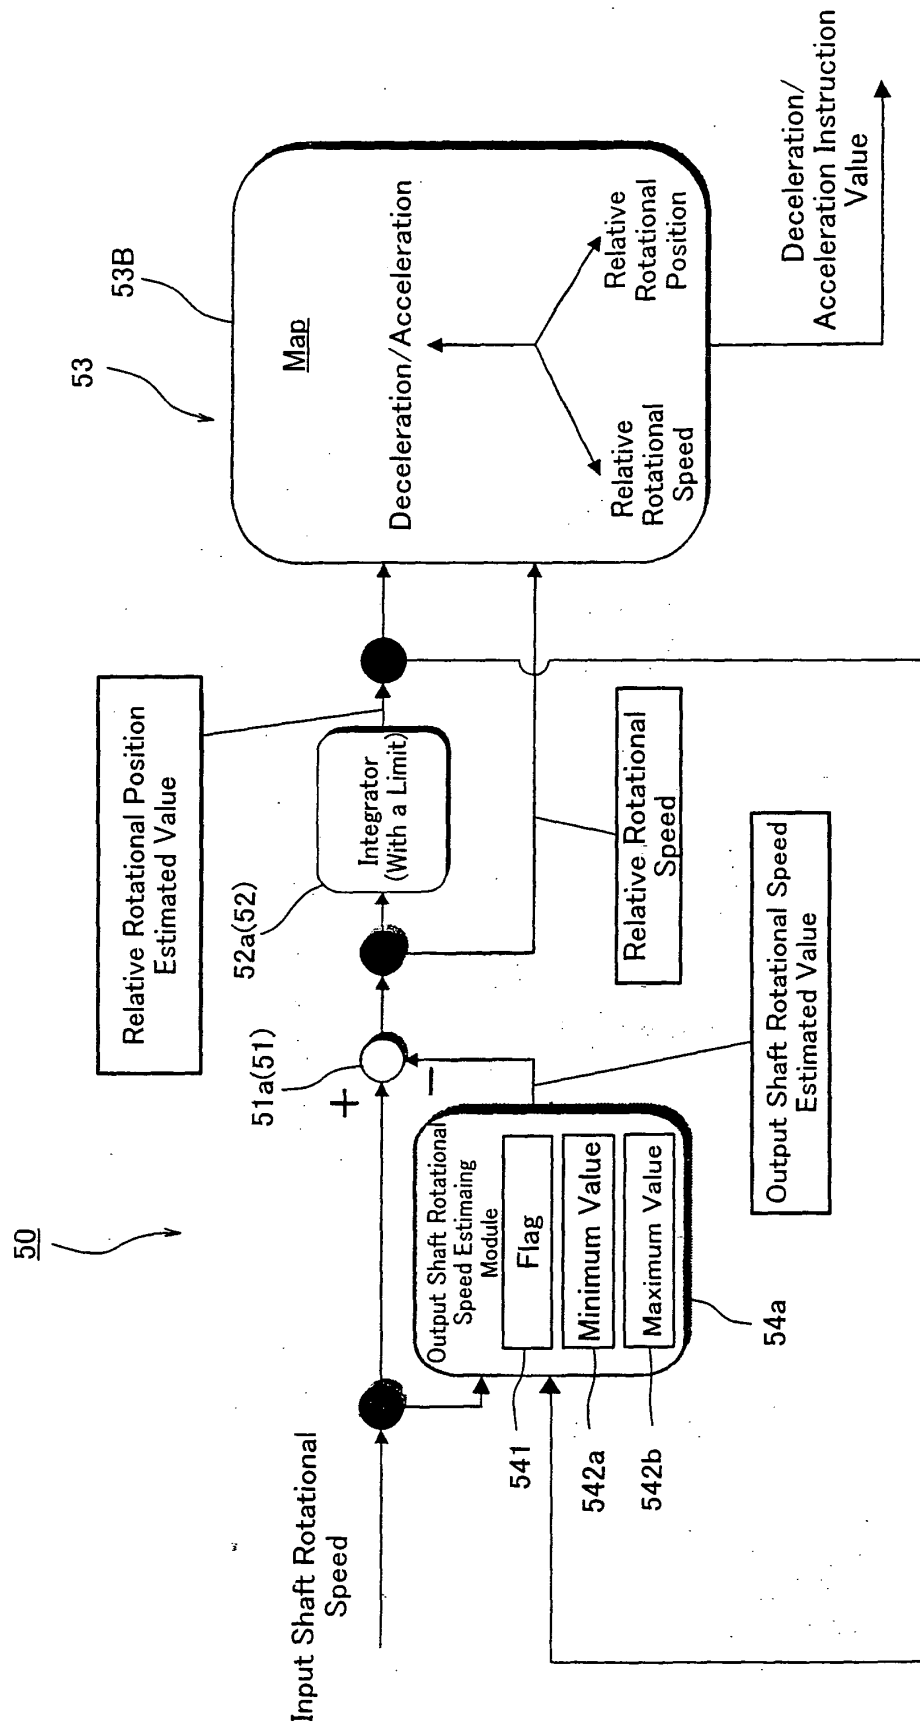 50
Input Shaft Rotational
Speed
51a(51)
+
−
52a(52)
Integrator
(With a Limit)
Relative Rotational Position
Estimated Value
53
53B
Map
Deceleration/Acceleration
Relative
Rotational
Speed
Relative
Rotational
Position
Output Shaft Rotational
Speed Estimaing
Module
Flag
Minimum Value
Maximum Value
541
542a
542b
54a
Output Shaft Rotational Speed
Estimated Value
Relative Rotational
Speed
Deceleration/
Acceleration Instruction
Value